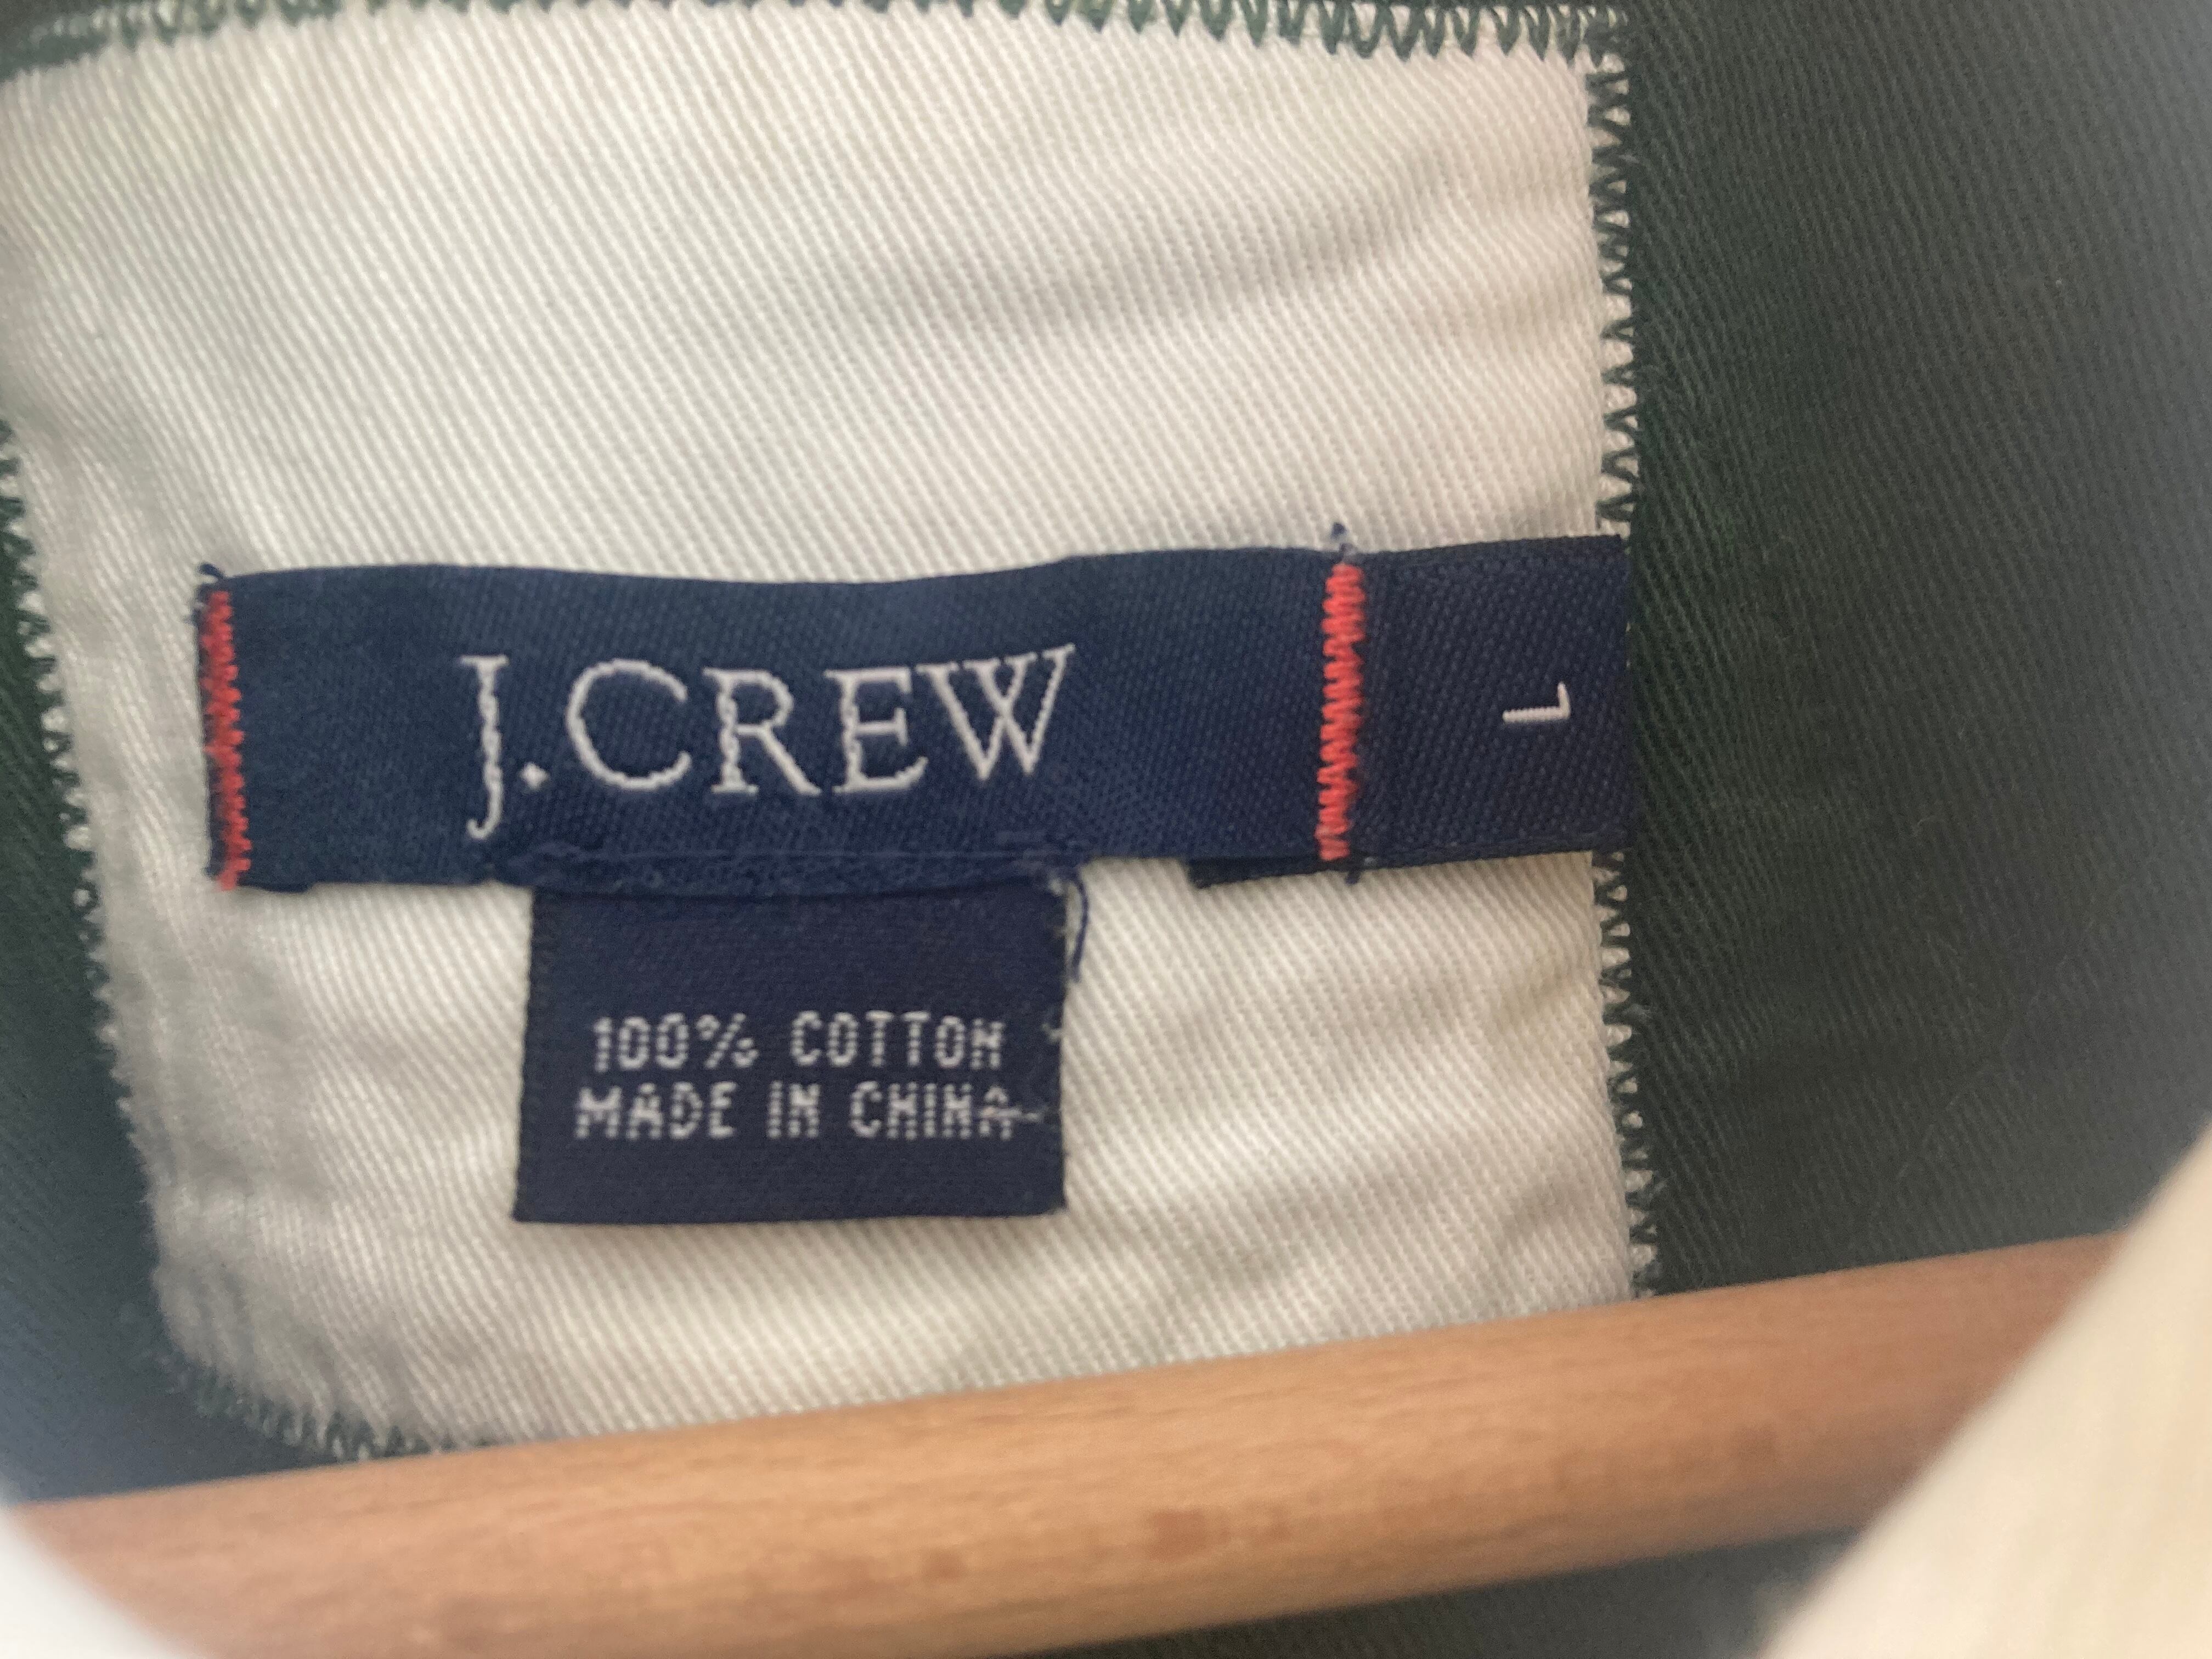 J.CREW
L
100% COTTON
MADE IN CHINA